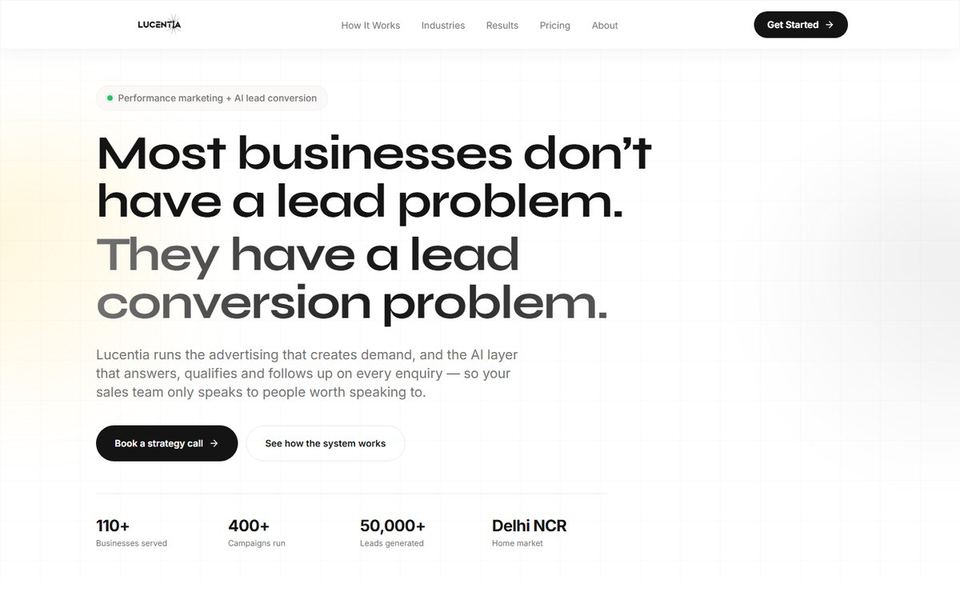 LUCENTIA
How It Works
Industries
Results
Pricing
About
Get Started →
Performance marketing + AI lead conversion
Most businesses don’t
have a lead problem.
They have a lead
conversion problem.
Lucentia runs the advertising that creates demand, and the AI layer
that answers, qualifies and follows up on every enquiry — so your
sales team only speaks to people worth speaking to.
Book a strategy call →
See how the system works
110+
Businesses served
400+
Campaigns run
50,000+
Leads generated
Delhi NCR
Home market